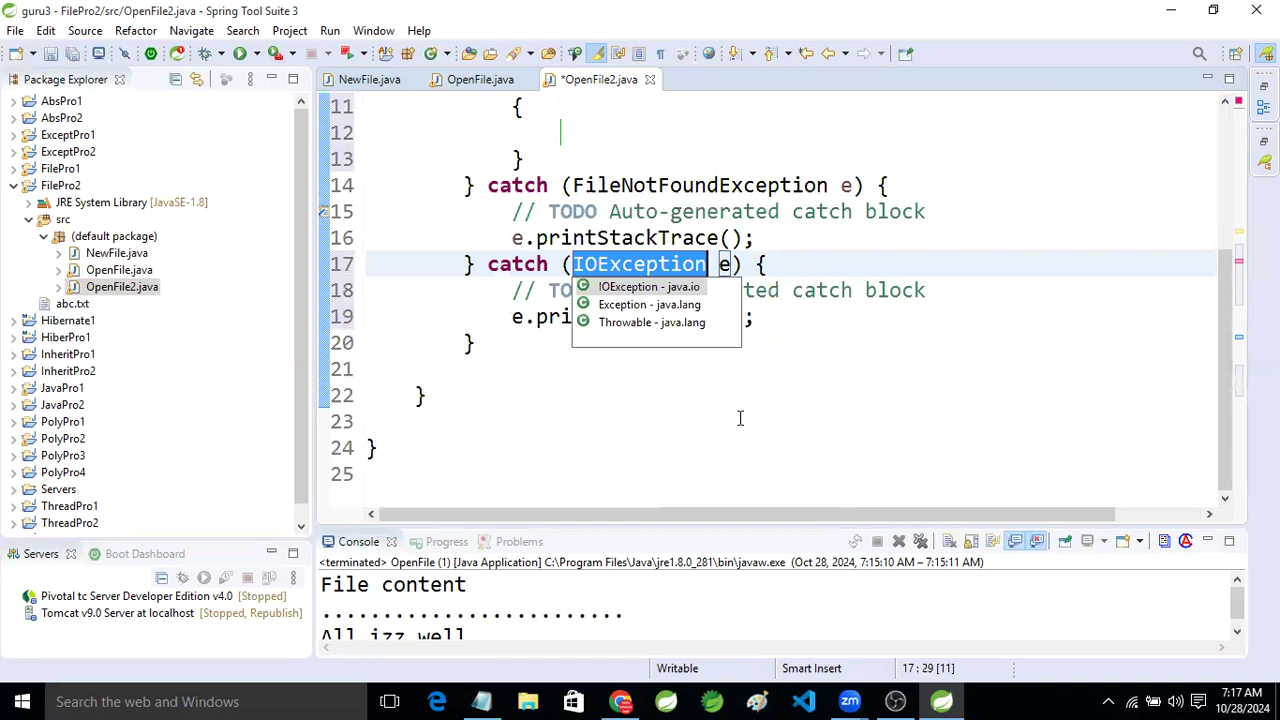 guru3 - FilePro2/src/OpenFile2.java - Spring Tool Suite 3
File Edit Source Refactor Navigate Search Project Run Window Help
Package Explorer
NewFile.java OpenFile.java *OpenFile2.java
AbsPro1
AbsPro2
ExceptPro1
ExceptPro2
FilePro1
FilePro2
JRE System Library [JavaSE-1.8]
src
(default package)
NewFile.java
OpenFile.java
OpenFile2.java
abc.txt
Hibernate1
HiberPro1
InheritPro1
InheritPro2
JavaPro1
JavaPro2
PolyPro1
PolyPro2
PolyPro3
PolyPro4
Servers
ThreadPro1
ThreadPro2
11 {
12
13 }
14 } catch (FileNotFoundException e) {
15 // TODO Auto-generated catch block
16 e.printStackTrace();
17 } catch (IOException e) {
18 // TO ted catch block
19 e.pri ;
20 }
21
22 }
23
24 }
25
IOException - java.io
Exception - java.lang
Throwable - java.lang
Servers Boot Dashboard
Pivotal tc Server Developer Edition v4.0 [Stopped]
Tomcat v9.0 Server at localhost [Stopped, Republish]
Console Progress Problems
<terminated> OpenFile (1) [Java Application] C:\Program Files\Java\jre1.8.0_281\bin\javaw.exe (Oct 28, 2024, 7:15:10 AM – 7:15:11 AM)
File content
.........................
All izz well
Writable Smart Insert 17 : 29 [11]
Search the web and Windows
zm
7:17 AM
10/28/2024